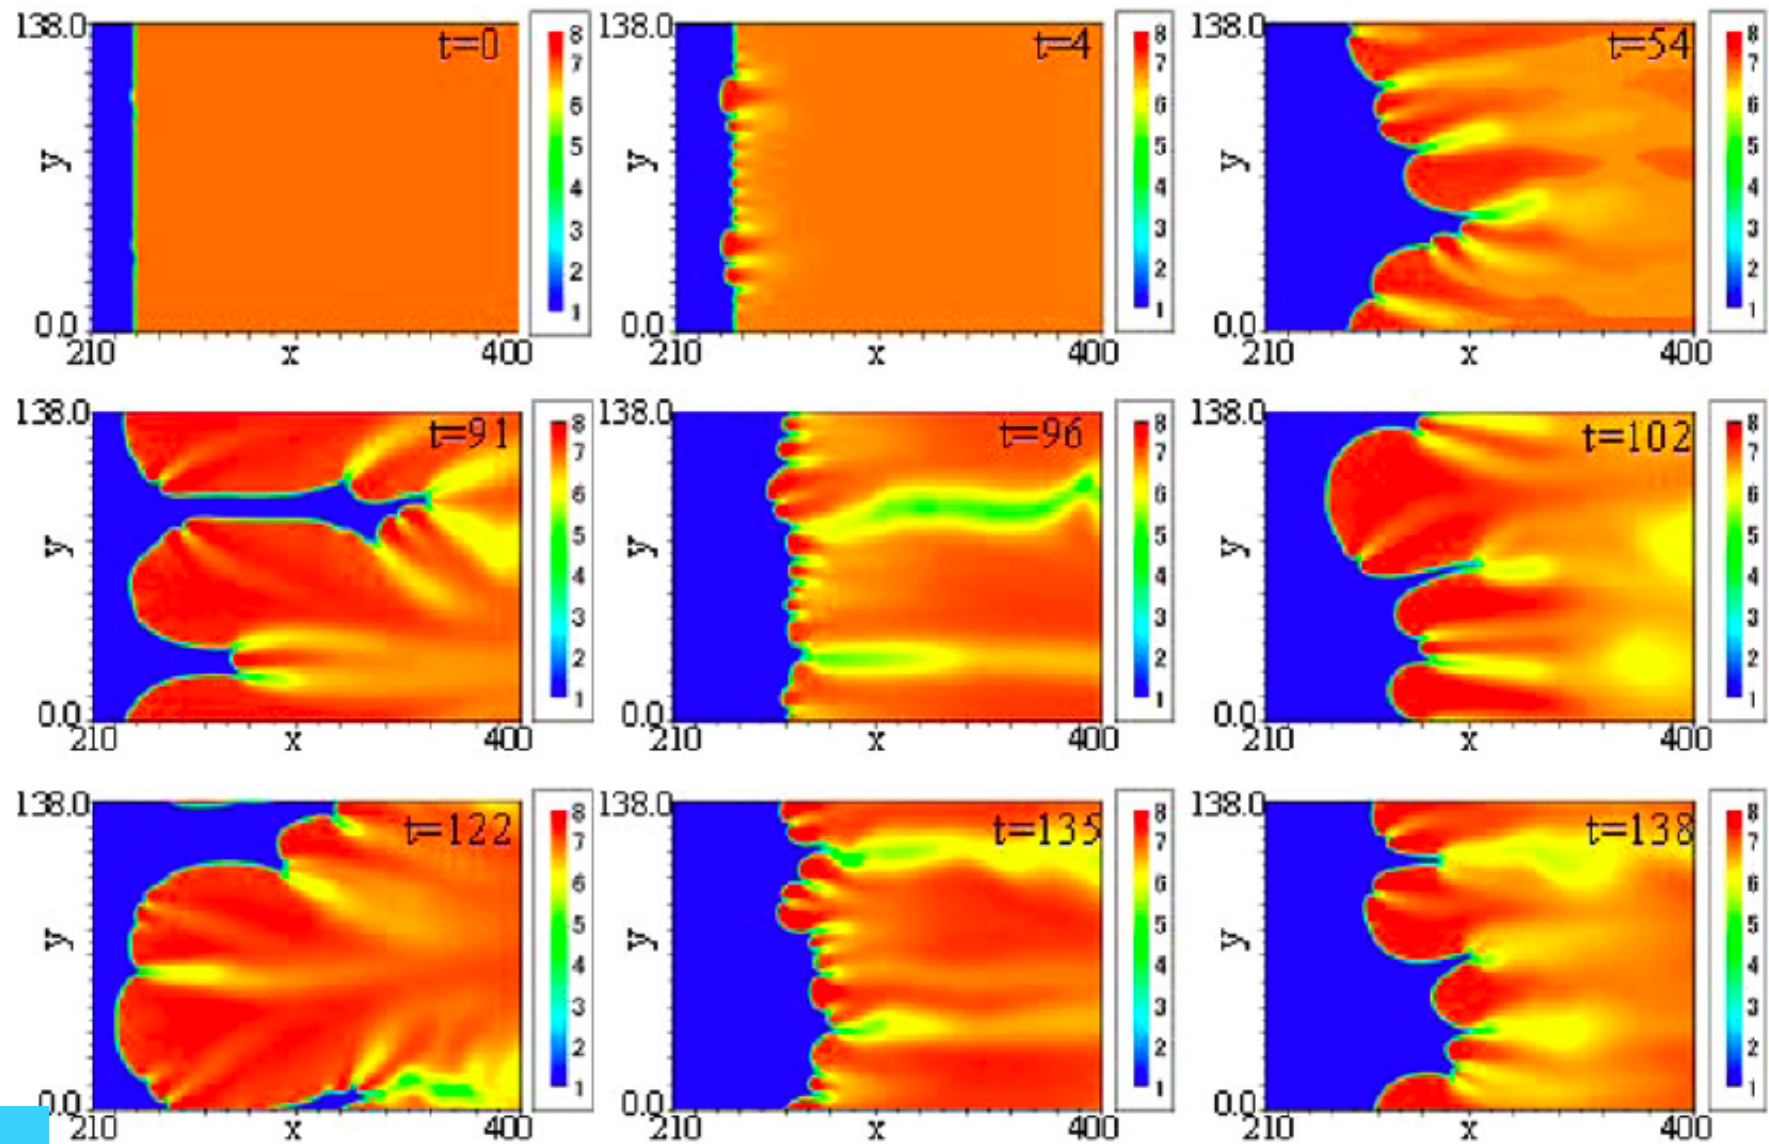 138.0 t=0 8
7
6
y 5
4
3
2
0.0 1
210 x 400
138.0 t=4 8
7
6
y 5
4
3
2
0.0 1
210 x 400
138.0 t=54 8
7
6
y 5
4
3
2
0.0 1
210 x 400
138.0 t=91 8
7
6
y 5
4
3
2
0.0 1
210 x 400
138.0 t=96 8
7
6
y 5
4
3
2
0.0 1
210 x 400
138.0 t=102 8
7
6
y 5
4
3
2
0.0 1
210 x 400
138.0 t=122 8
7
6
y 5
4
3
2
0.0 1
210 x 400
138.0 t=135 8
7
6
y 5
4
3
2
0.0 1
210 x 400
138.0 t=138 8
7
6
y 5
4
3
2
0.0 1
210 x 400